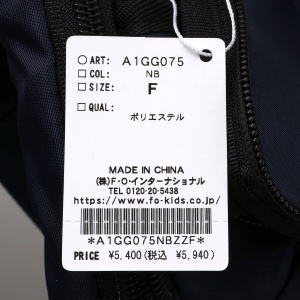 ART: A1GG075
COL: NB
SIZE: F
QUAL:
ポリエステル
MADE IN CHINA
(株)F・O・インターナショナル
TEL 0120-20-5438
https://www.fo-kids.co.jp/
*A1GG075NBZZF*
PRICE ¥5,400(税込 ¥5,940)